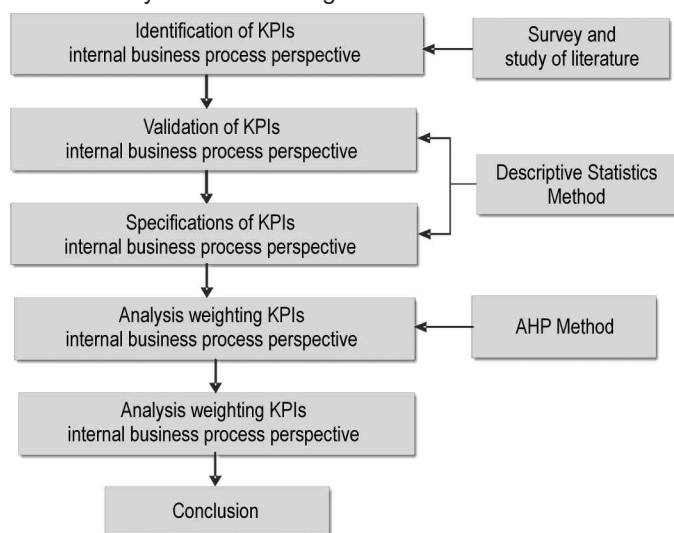 Identification of KPIs
internal business process perspective
Survey and
study of literature
Validation of KPIs
internal business process perspective
Descriptive Statistics
Method
Specifications of KPIs
internal business process perspective
Analysis weighting KPIs
internal business process perspective
AHP Method
Analysis weighting KPIs
internal business process perspective
Conclusion